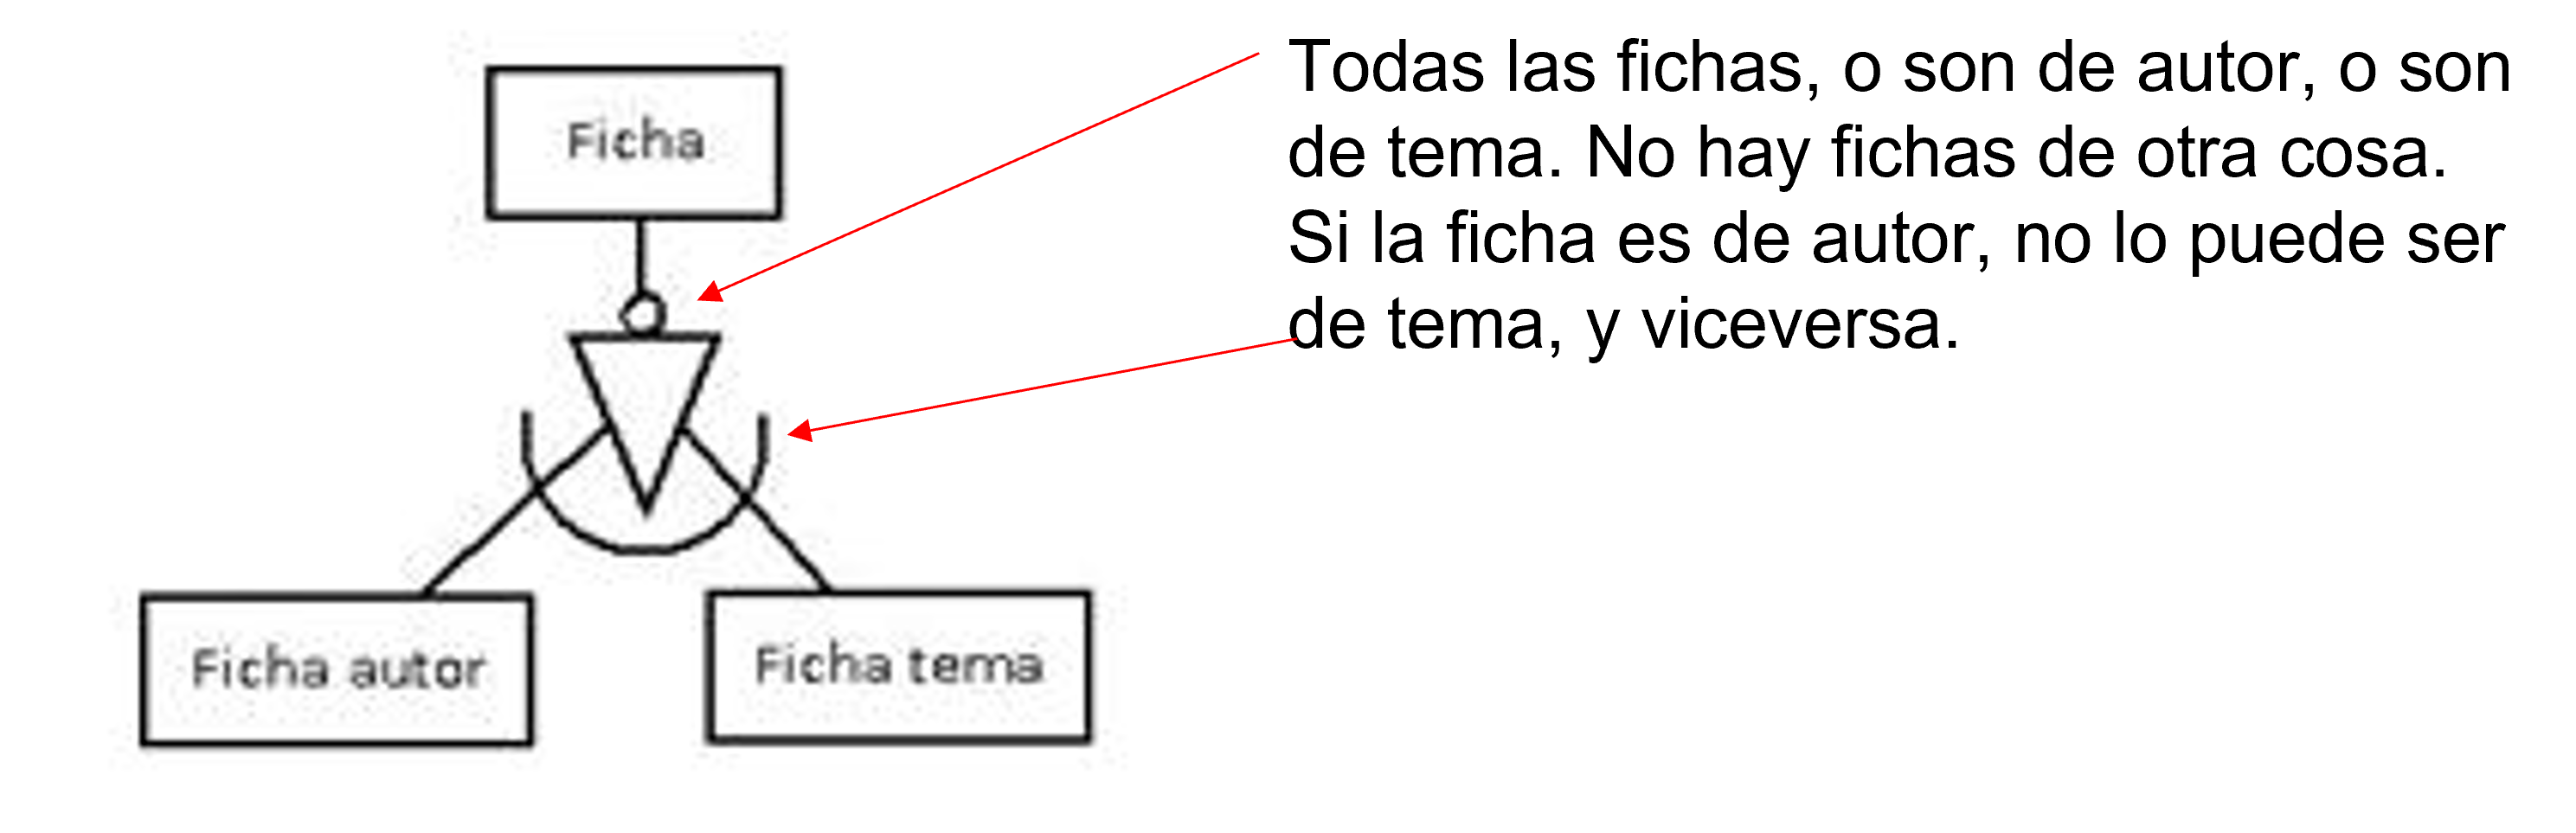 Ficha
Todas las fichas, o son de autor, o son
de tema. No hay fichas de otra cosa.
Si la ficha es de autor, no lo puede ser
de tema, y viceversa.
Ficha autor
Ficha tema